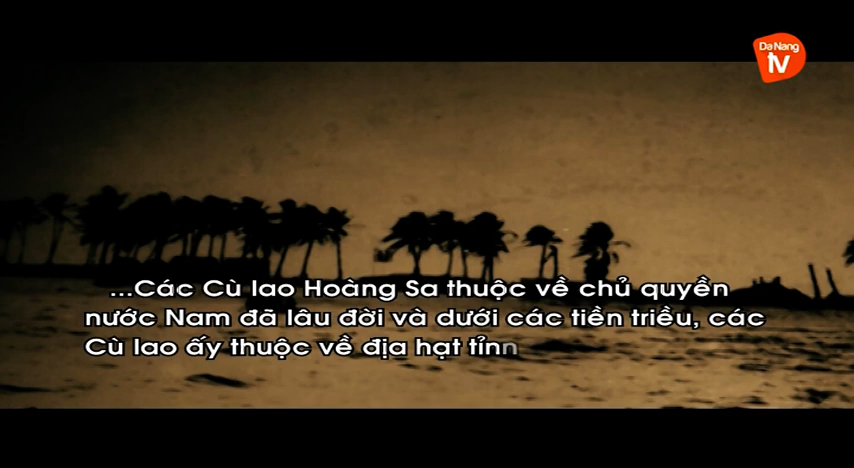 Da Nang
tv
...Các Cù lao Hoàng Sa thuộc về chủ quyền
nước Nam đã lâu đời và dưới các tiền triều, các
Cù lao ấy thuộc về địa hạt